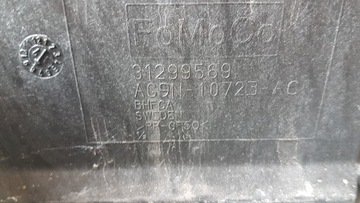 FoMoCo
31299569
AG9N-10723-AC
BHFCA
SWEDEN